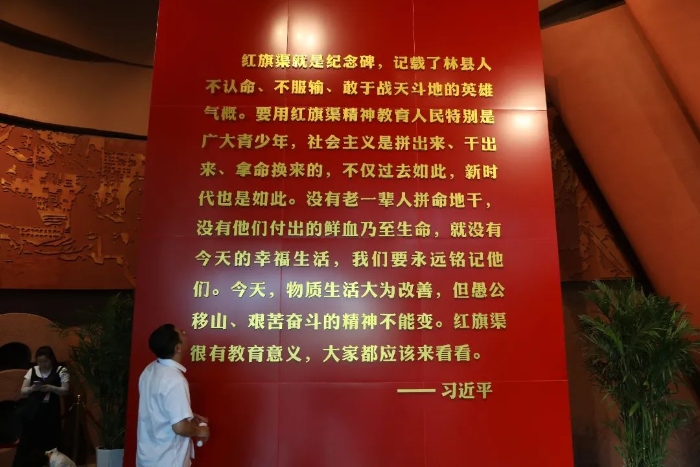 红旗渠就是纪念碑，记载了林县人
不认命、不服输、敢于战天斗地的英雄
气概。要用红旗渠精神教育人民特别是
广大青少年，社会主义是拼出来、干出
来、拿命换来的，不仅过去如此，新时
代也是如此。没有老一辈人拼命地干，
没有他们付出的鲜血乃至生命，就没有
今天的幸福生活，我们要永远铭记他
们。今天，物质生活大为改善，但愚公
移山、艰苦奋斗的精神不能变。红旗渠
很有教育意义，大家都应该来看看。
——习近平